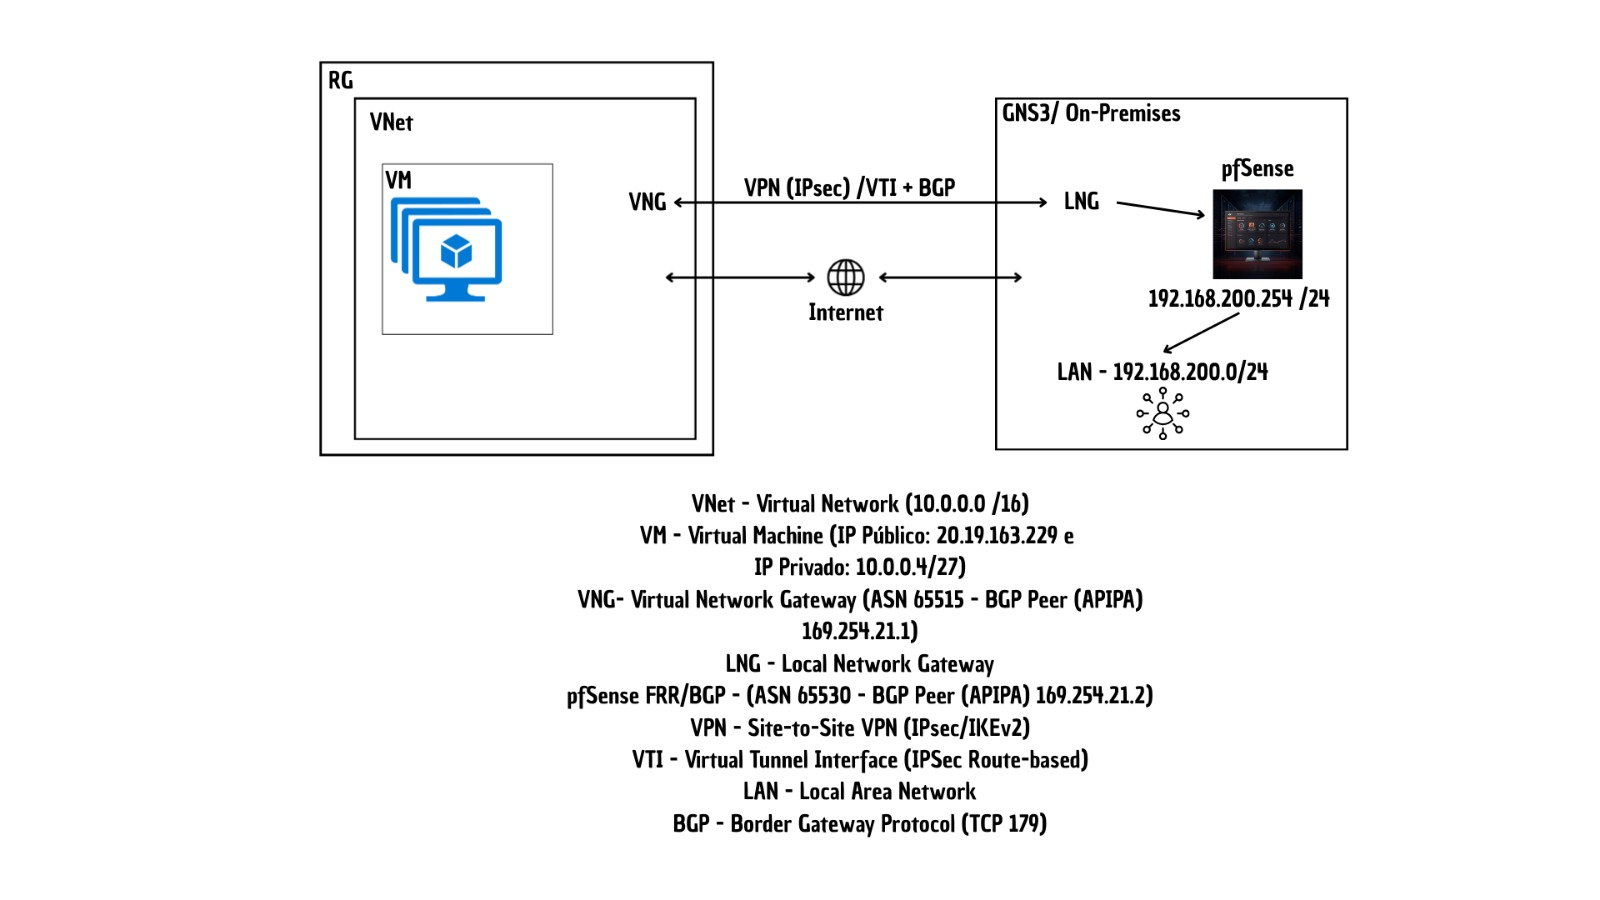 RG
VNet
VM
VNG
VPN (IPsec) /VTI + BGP
Internet
GNS3/ On-Premises
LNG
pfSense
192.168.200.254 /24
LAN - 192.168.200.0/24
VNet - Virtual Network (10.0.0.0 /16)
VM - Virtual Machine (IP Público: 20.19.163.229 e
IP Privado: 10.0.0.4/27)
VNG- Virtual Network Gateway (ASN 65515 - BGP Peer (APIPA)
169.254.21.1)
LNG - Local Network Gateway
pfSense FRR/BGP - (ASN 65530 - BGP Peer (APIPA) 169.254.21.2)
VPN - Site-to-Site VPN (IPsec/IKEv2)
VTI - Virtual Tunnel Interface (IPSec Route-based)
LAN - Local Area Network
BGP - Border Gateway Protocol (TCP 179)